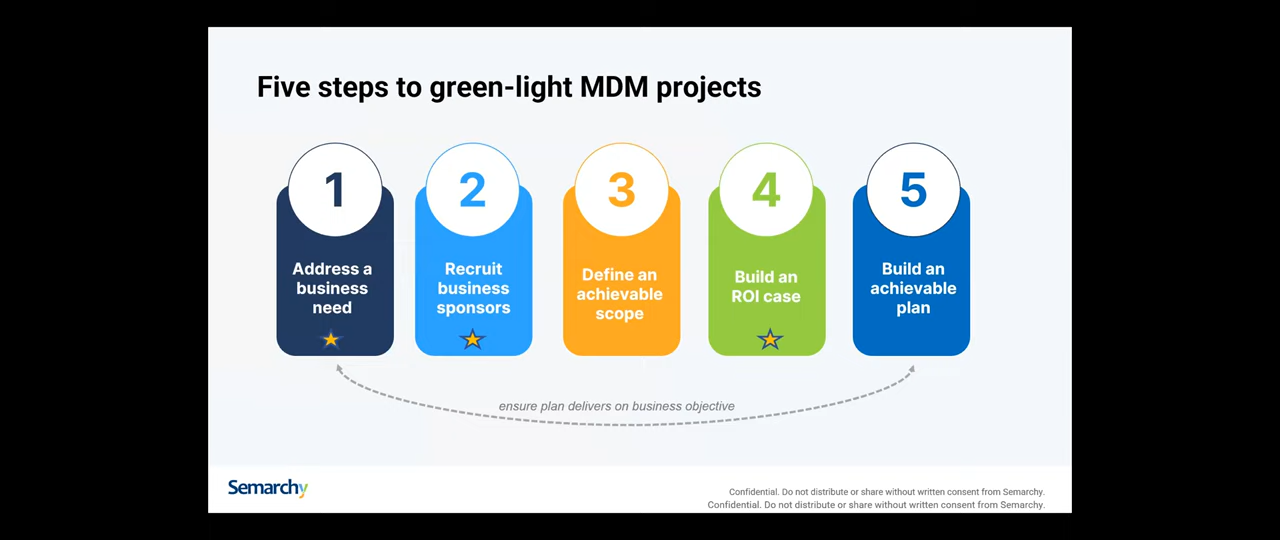 Five steps to green-light MDM projects
1
2
3
4
5
Address a
business
need
Recruit
business
sponsors
Define an
achievable
scope
Build an
ROI case
Build an
achievable
plan
ensure plan delivers on business objective
Semarchy
Confidential. Do not distribute or share without written consent from Semarchy.
Confidential. Do not distribute or share without written consent from Semarchy.